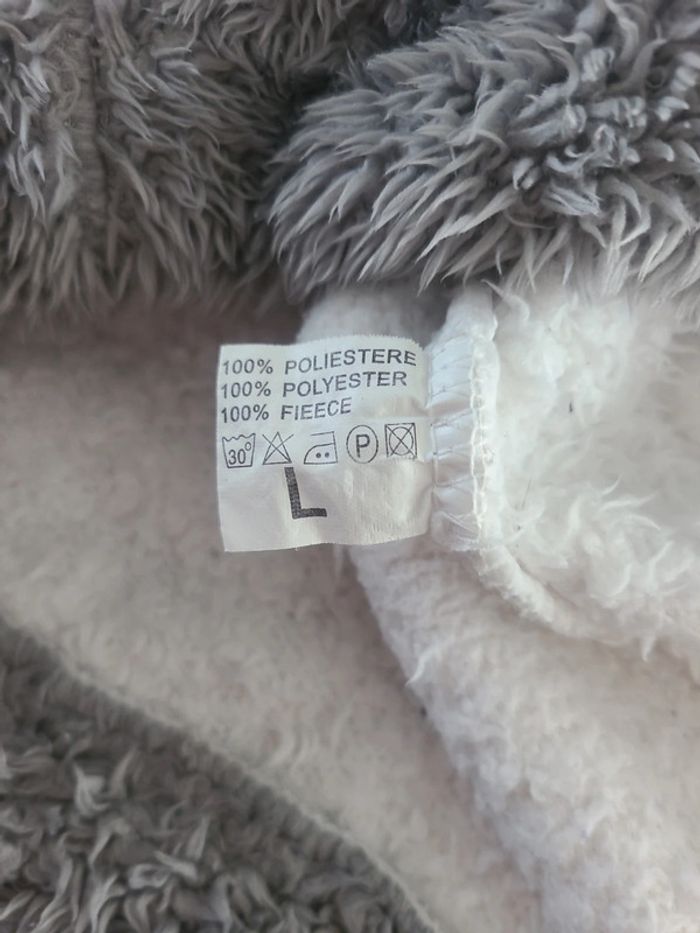 100% POLIESTERE
100% POLYESTER
100% FIEECE
30° P
L